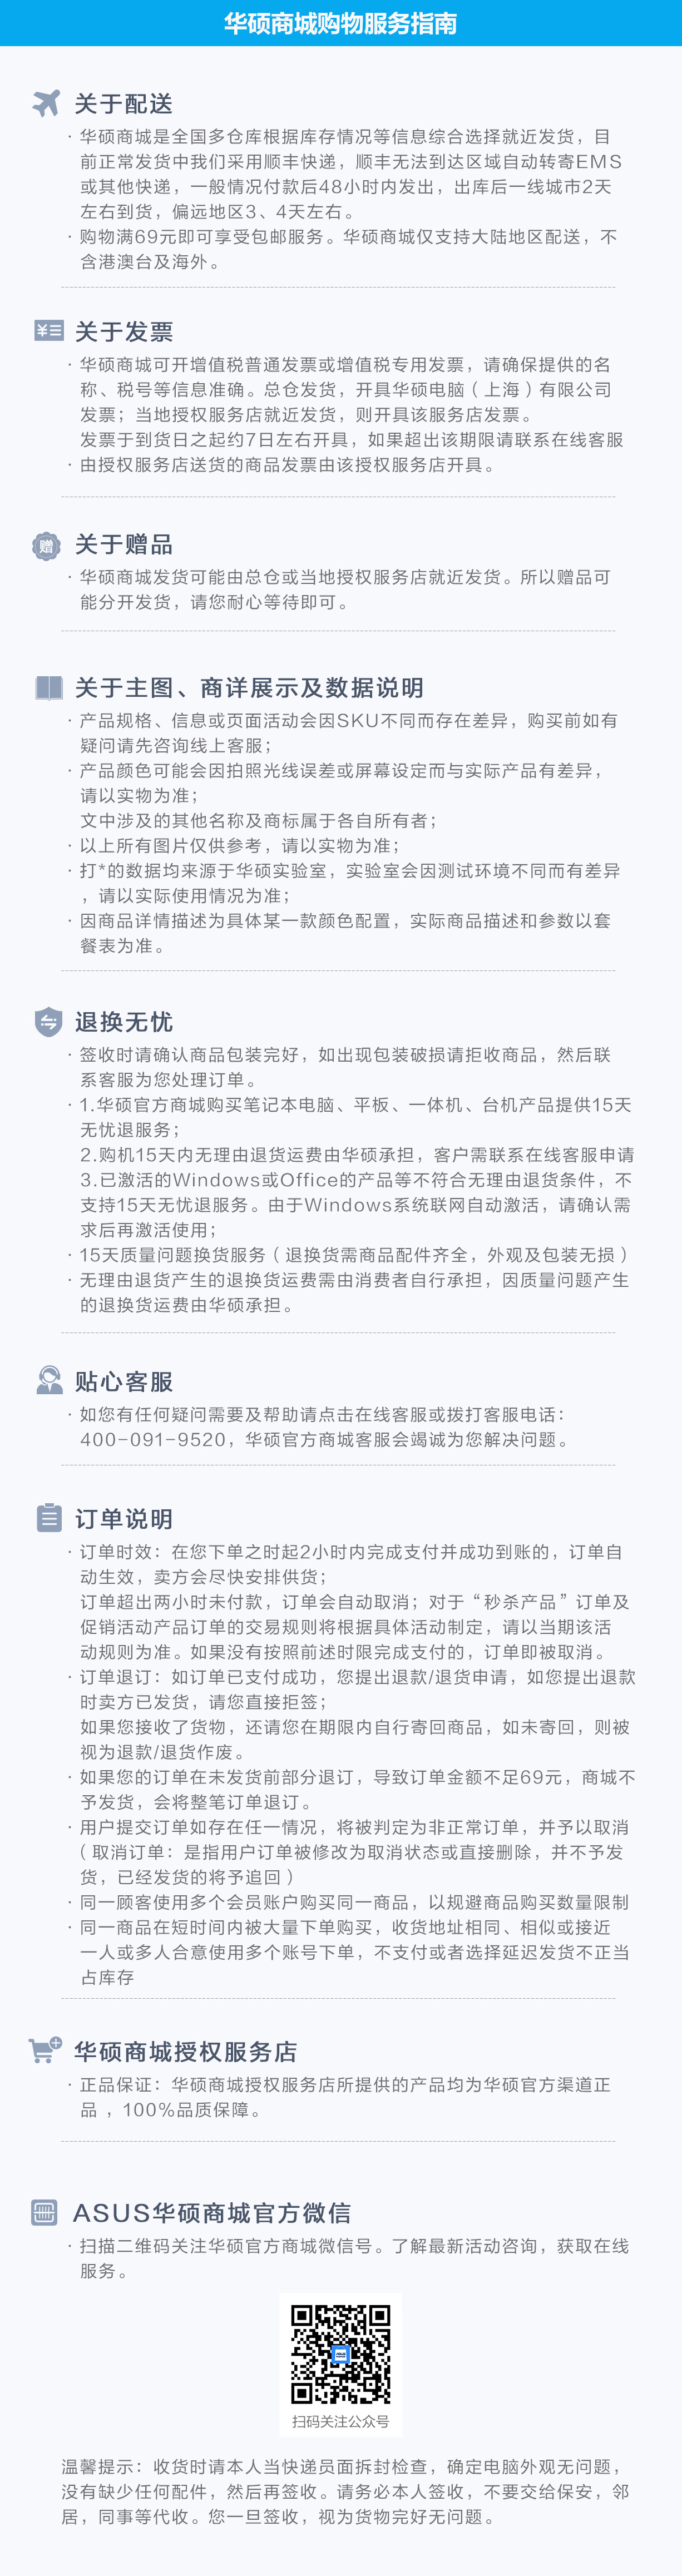 华硕商城购物服务指南
关于配送
· 华硕商城是全国多仓库根据库存情况等信息综合选择就近发货，目
前正常发货中我们采用顺丰快递，顺丰无法到达区域自动转寄EMS
或其他快递，一般情况付款后48小时内发出，出库后一线城市2天
左右到货，偏远地区3、4天左右。
· 购物满69元即可享受包邮服务。华硕商城仅支持大陆地区配送，不
含港澳台及海外。
关于发票
· 华硕商城可开增值税普通发票或增值税专用发票，请确保提供的名
称、税号等信息准确。总仓发货，开具华硕电脑（上海）有限公司
发票；当地授权服务店就近发货，则开具该服务店发票。
发票于到货日之起约7日左右开具，如果超出该期限请联系在线客服
· 由授权服务店送货的商品发票由该授权服务店开具。
赠
关于赠品
· 华硕商城发货可能由总仓或当地授权服务店就近发货。所以赠品可
能分开发货，请您耐心等待即可。
关于主图、商详展示及数据说明
· 产品规格、信息或页面活动会因SKU不同而存在差异，购买前如有
疑问请先咨询线上客服；
· 产品颜色可能会因拍照光线误差或屏幕设定而与实际产品有差异，
请以实物为准；
文中涉及的其他名称及商标属于各自所有者；
· 以上所有图片仅供参考，请以实物为准；
· 打*的数据均来源于华硕实验室，实验室会因测试环境不同而有差异
，请以实际使用情况为准；
· 因商品详情描述为具体某一款颜色配置，实际商品描述和参数以套
餐表为准。
退换无忧
· 签收时请确认商品包装完好，如出现包装破损请拒收商品，然后联
系客服为您处理订单。
· 1.华硕官方商城购买笔记本电脑、平板、一体机、台机产品提供15天
无忧退服务；
2.购机15天内无理由退货运费由华硕承担，客户需联系在线客服申请
3.已激活的Windows或Office的产品等不符合无理由退货条件，不
支持15天无忧退服务。由于Windows系统联网自动激活，请确认需
求后再激活使用；
· 15天质量问题换货服务（退换货需商品配件齐全，外观及包装无损）
· 无理由退货产生的退换货运费需由消费者自行承担，因质量问题产生
的退换货运费由华硕承担。
贴心客服
· 如您有任何疑问需要及帮助请点击在线客服或拨打客服电话：
400-091-9520，华硕官方商城客服会竭诚为您解决问题。
订单说明
· 订单时效：在您下单之时起2小时内完成支付并成功到账的，订单自
动生效，卖方会尽快安排供货；
订单超出两小时未付款，订单会自动取消；对于“秒杀产品”订单及
促销活动产品订单的交易规则将根据具体活动制定，请以当期该活
动规则为准。如果没有按照前述时限完成支付的，订单即被取消。
· 订单退订：如订单已支付成功，您提出退款/退货申请，如您提出退款
时卖方已发货，请您直接拒签；
如果您接收了货物，还请您在期限内自行寄回商品，如未寄回，则被
视为退款/退货作废。
· 如果您的订单在未发货前部分退订，导致订单金额不足69元，商城不
予发货，会将整笔订单退订。
· 用户提交订单如存在任一情况，将被判定为非正常订单，并予以取消
（取消订单：是指用户订单被修改为取消状态或直接删除，并不予发
货，已经发货的将予追回）
· 同一顾客使用多个会员账户购买同一商品，以规避商品购买数量限制
· 同一商品在短时间内被大量下单购买，收货地址相同、相似或接近
一人或多人合意使用多个账号下单，不支付或者选择延迟发货不正当
占库存
华硕商城授权服务店
· 正品保证：华硕商城授权服务店所提供的产品均为华硕官方渠道正
品 ，100%品质保障。
ASUS华硕商城官方微信
· 扫描二维码关注华硕官方商城微信号。了解最新活动咨询，获取在线
服务。
扫码关注公众号
温馨提示：收货时请本人当快递员面拆封检查，确定电脑外观无问题，
没有缺少任何配件，然后再签收。请务必本人签收，不要交给保安，邻
居，同事等代收。您一旦签收，视为货物完好无问题。